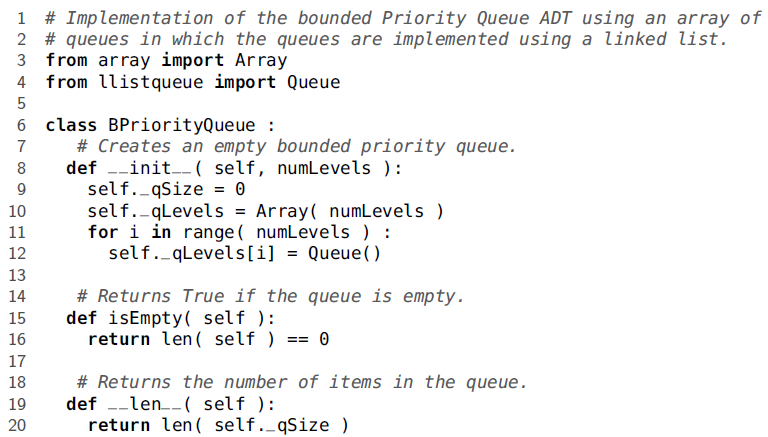 1 # Implementation of the bounded Priority Queue ADT using an array of
2 # queues in which the queues are implemented using a linked list.
3 from array import Array
4 from llistqueue import Queue
5
6 class BPriorityQueue :
7 # Creates an empty bounded priority queue.
8 def __init__( self, numLevels ):
9 self._qSize = 0
10 self._qLevels = Array( numLevels )
11 for i in range( numLevels ) :
12 self._qLevels[i] = Queue()
13
14 # Returns True if the queue is empty.
15 def isEmpty( self ):
16 return len( self ) == 0
17
18 # Returns the number of items in the queue.
19 def __len__( self ):
20 return len( self._qSize )